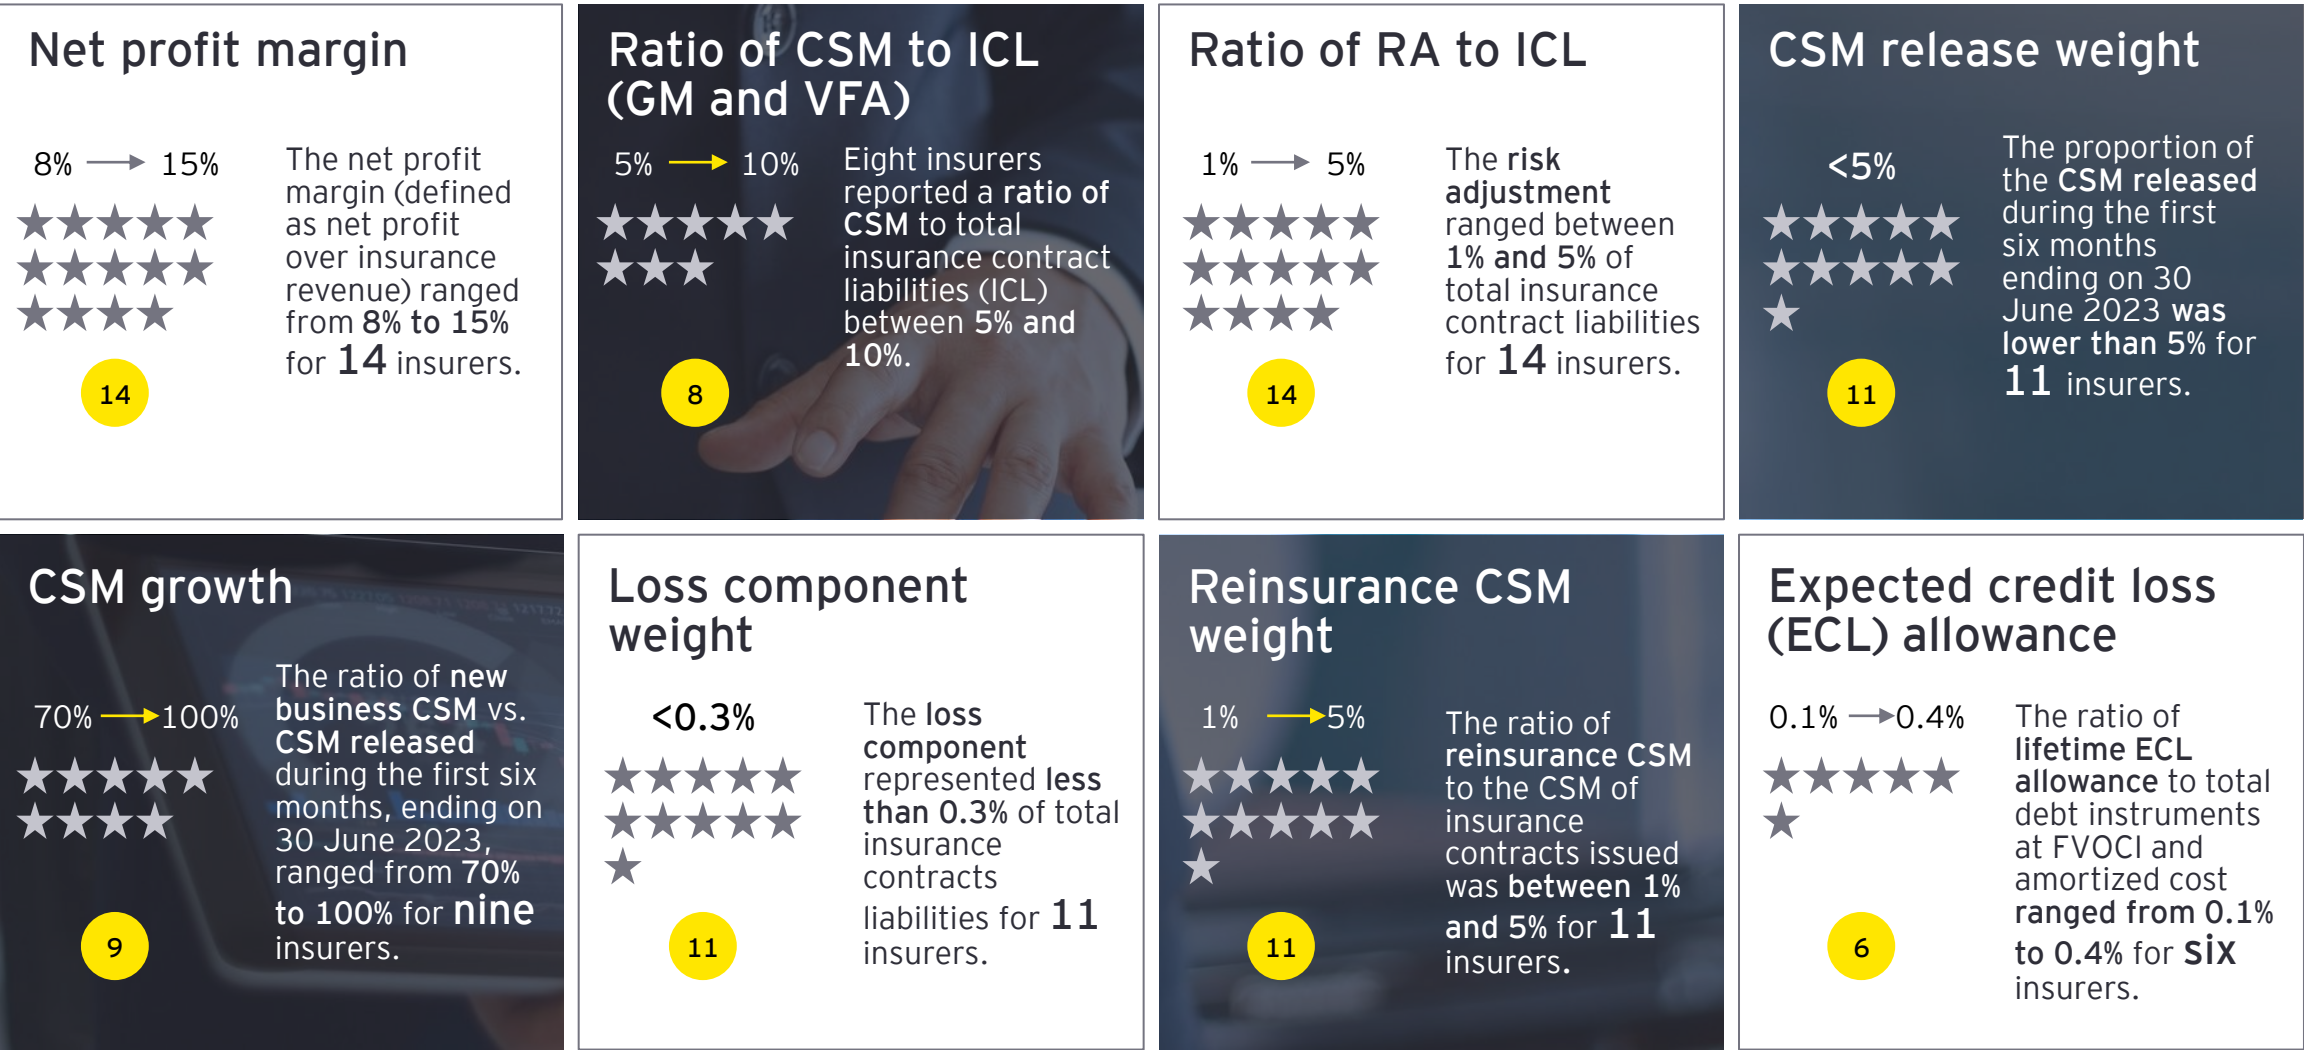 Net profit margin
8% 15%
The net profit
margin (defined
as net profit
over insurance
revenue) ranged
from 8% to 15%
for 14 insurers.
14
Ratio of CSM to ICL
(GM and VFA)
5% 10%
Eight insurers
reported a ratio of
CSM to total
insurance contract
liabilities (ICL)
between 5% and
10%.
8
Ratio of RA to ICL
1% 5%
The risk
adjustment
ranged between
1% and 5% of
total insurance
contract liabilities
for 14 insurers.
14
CSM release weight
<5%
The proportion of
the CSM released
during the first
six months
ending on 30
June 2023 was
lower than 5% for
11 insurers.
11
CSM growth
70% 100%
The ratio of new
business CSM vs.
CSM released
during the first six
months, ending on
30 June 2023,
ranged from 70%
to 100% for nine
insurers.
9
Loss component
weight
<0.3%
The loss
component
represented less
than 0.3% of total
insurance
contracts
liabilities for 11
insurers.
11
Reinsurance CSM
weight
1% 5%
The ratio of
reinsurance CSM
to the CSM of
insurance
contracts issued
was between 1%
and 5% for 11
insurers.
11
Expected credit loss
(ECL) allowance
0.1% 0.4%
The ratio of
lifetime ECL
allowance to total
debt instruments
at FVOCI and
amortized cost
ranged from 0.1%
to 0.4% for six
insurers.
6